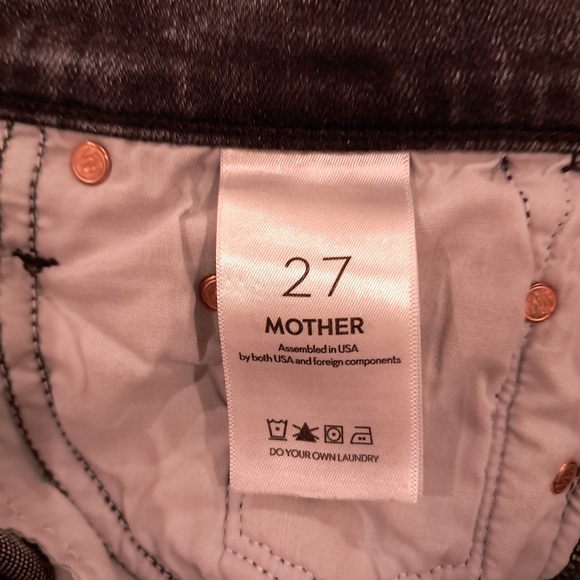 27
MOTHER
Assembled in USA
by both USA and foreign components
DO YOUR OWN LAUNDRY